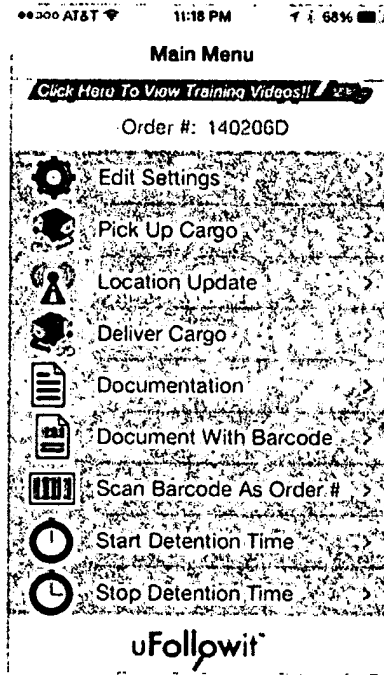 AT&T 11:18 PM 68%
Main Menu
Click Here To View Training Videos!!
Order #: 140206D
Edit Settings
Pick Up Cargo
Location Update
Deliver Cargo
Documentation
Document With Barcode
Scan Barcode As Order #
Start Detention Time
Stop Detention Time
uFollowit